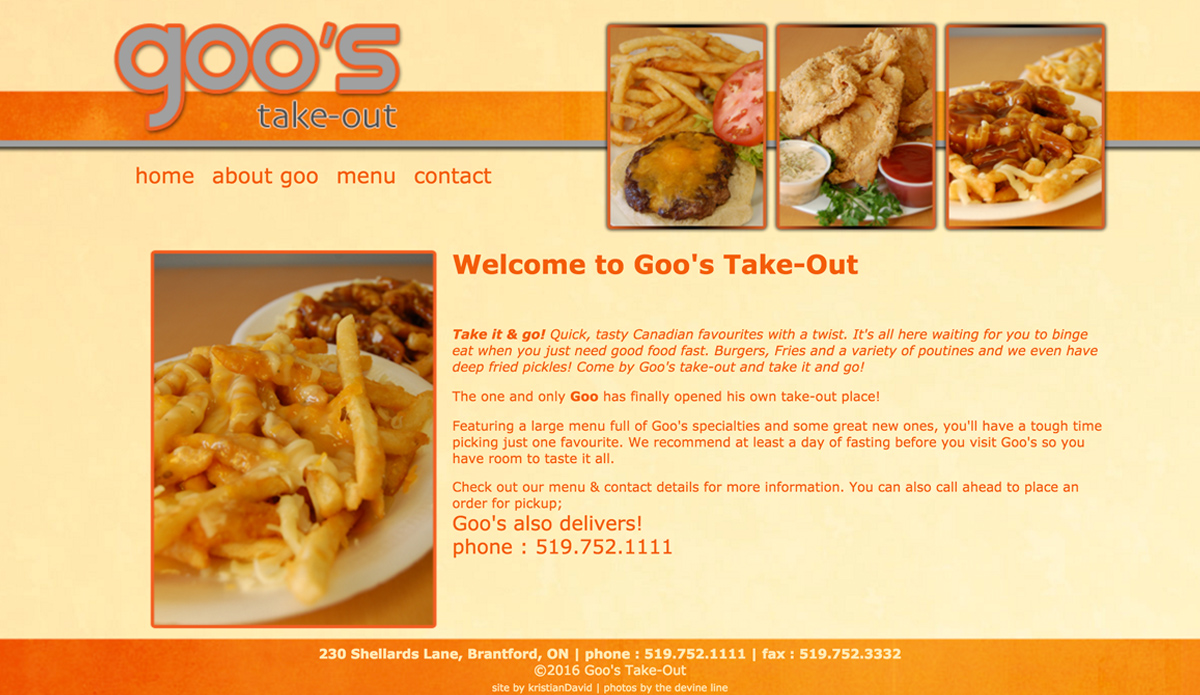 goo's
take-out
home about goo menu contact
Welcome to Goo's Take-Out
Take it & go! Quick, tasty Canadian favourites with a twist. It's all here waiting for you to binge
eat when you just need good food fast. Burgers, Fries and a variety of poutines and we even have
deep fried pickles! Come by Goo's take-out and take it and go!
The one and only Goo has finally opened his own take-out place!
Featuring a large menu full of Goo's specialties and some great new ones, you'll have a tough time
picking just one favourite. We recommend at least a day of fasting before you visit Goo's so you
have room to taste it all.
Check out our menu & contact details for more information. You can also call ahead to place an
order for pickup;
Goo's also delivers!
phone : 519.752.1111
230 Shellards Lane, Brantford, ON | phone : 519.752.1111 | fax : 519.752.3332
©2016 Goo's Take-Out
site by kristianDavid | photos by the devine line